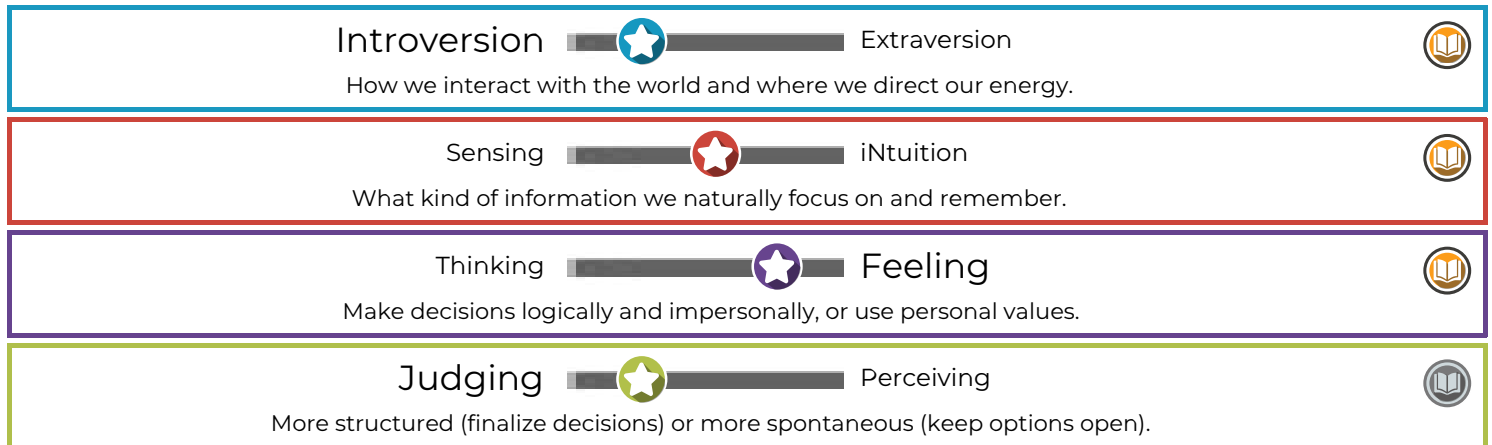 Introversion Extraversion
How we interact with the world and where we direct our energy.
Sensing iNtuition
What kind of information we naturally focus on and remember.
Thinking Feeling
Make decisions logically and impersonally, or use personal values.
Judging Perceiving
More structured (finalize decisions) or more spontaneous (keep options open).